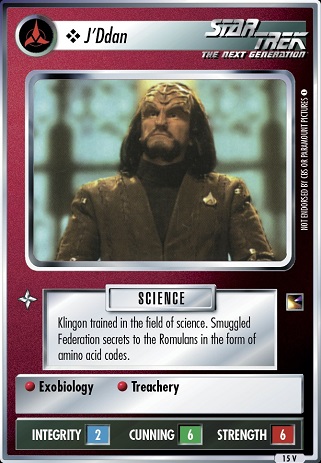 ❖ J'Ddan
STAR TREK
THE NEXT GENERATION
NOT ENDORSED BY CBS OR PARAMOUNT PICTURES
SCIENCE
Klingon trained in the field of science. Smuggled
Federation secrets to the Romulans in the form of
amino acid codes.
Exobiology Treachery
INTEGRITY 2 CUNNING 6 STRENGTH 6
15 V